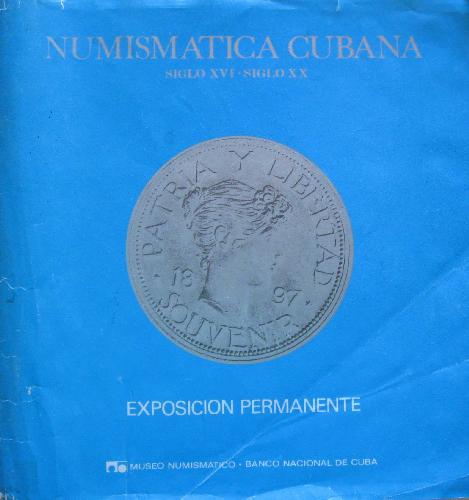 NUMISMATICA CUBANA
SIGLO XVI - SIGLO XX
· PATRIA Y LIBERTAD ·
18 97
SOUVENIR
EXPOSICION PERMANENTE
MUSEO NUMISMATICO - BANCO NACIONAL DE CUBA